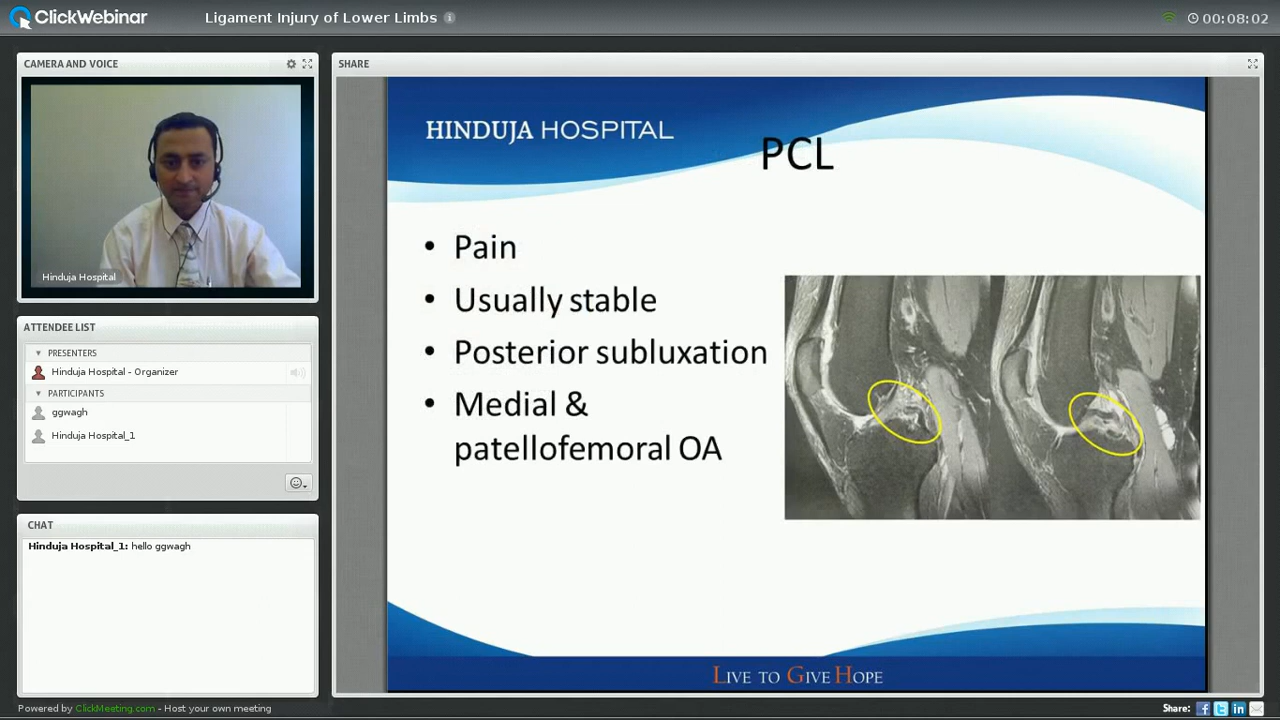 ClickWebinar
Ligament Injury of Lower Limbs
00:08:02
CAMERA AND VOICE
Hinduja Hospital
ATTENDEE LIST
PRESENTERS
Hinduja Hospital - Organizer
PARTICIPANTS
ggwagh
Hinduja Hospital_1
CHAT
Hinduja Hospital_1: hello ggwagh
SHARE
HINDUJA HOSPITAL
PCL
• Pain
• Usually stable
• Posterior subluxation
• Medial &
patellofemoral OA
LIVE TO GIVE HOPE
Powered by ClickMeeting.com - Host your own meeting
Share: